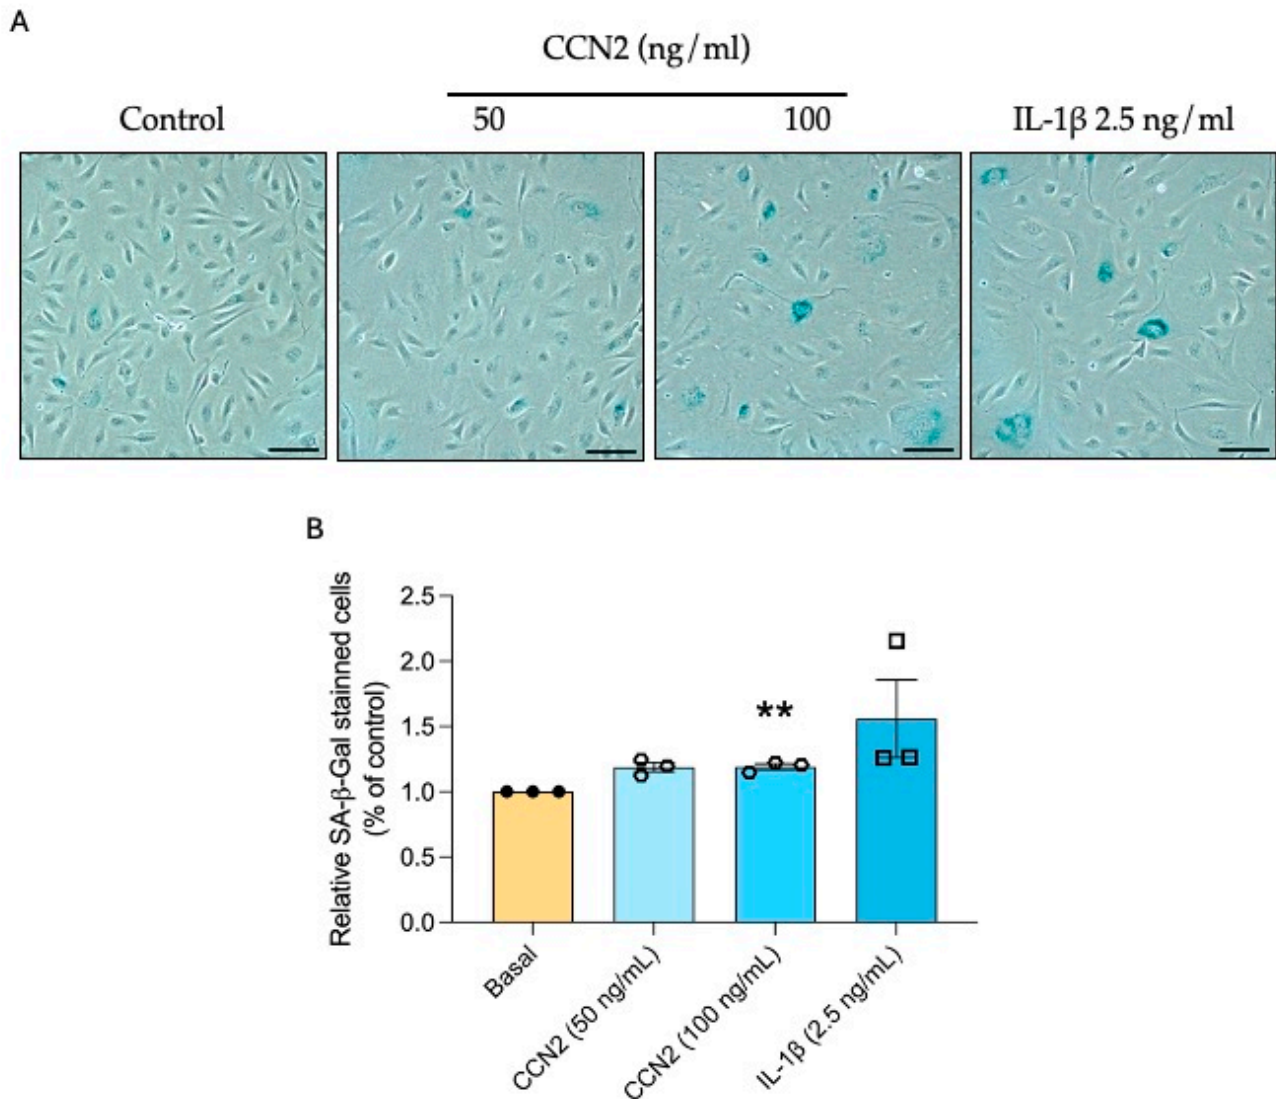 A
CCN2 (ng/ml)
Control
50
100
IL-1β 2.5 ng/ml
B
Relative SA-β-Gal stainned cells
(% of control)
2.5
2.0
1.5
1.0
0.5
0.0
**
Basal
CCN2 (50 ng/mL)
CCN2 (100 ng/mL)
IL-1β (2.5 ng/mL)